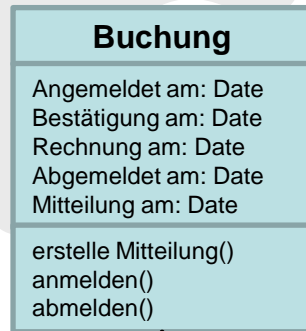 Buchung
Angemeldet am: Date
Bestätigung am: Date
Rechnung am: Date
Abgemeldet am: Date
Mitteilung am: Date
erstelle Mitteilung()
anmelden()
abmelden()